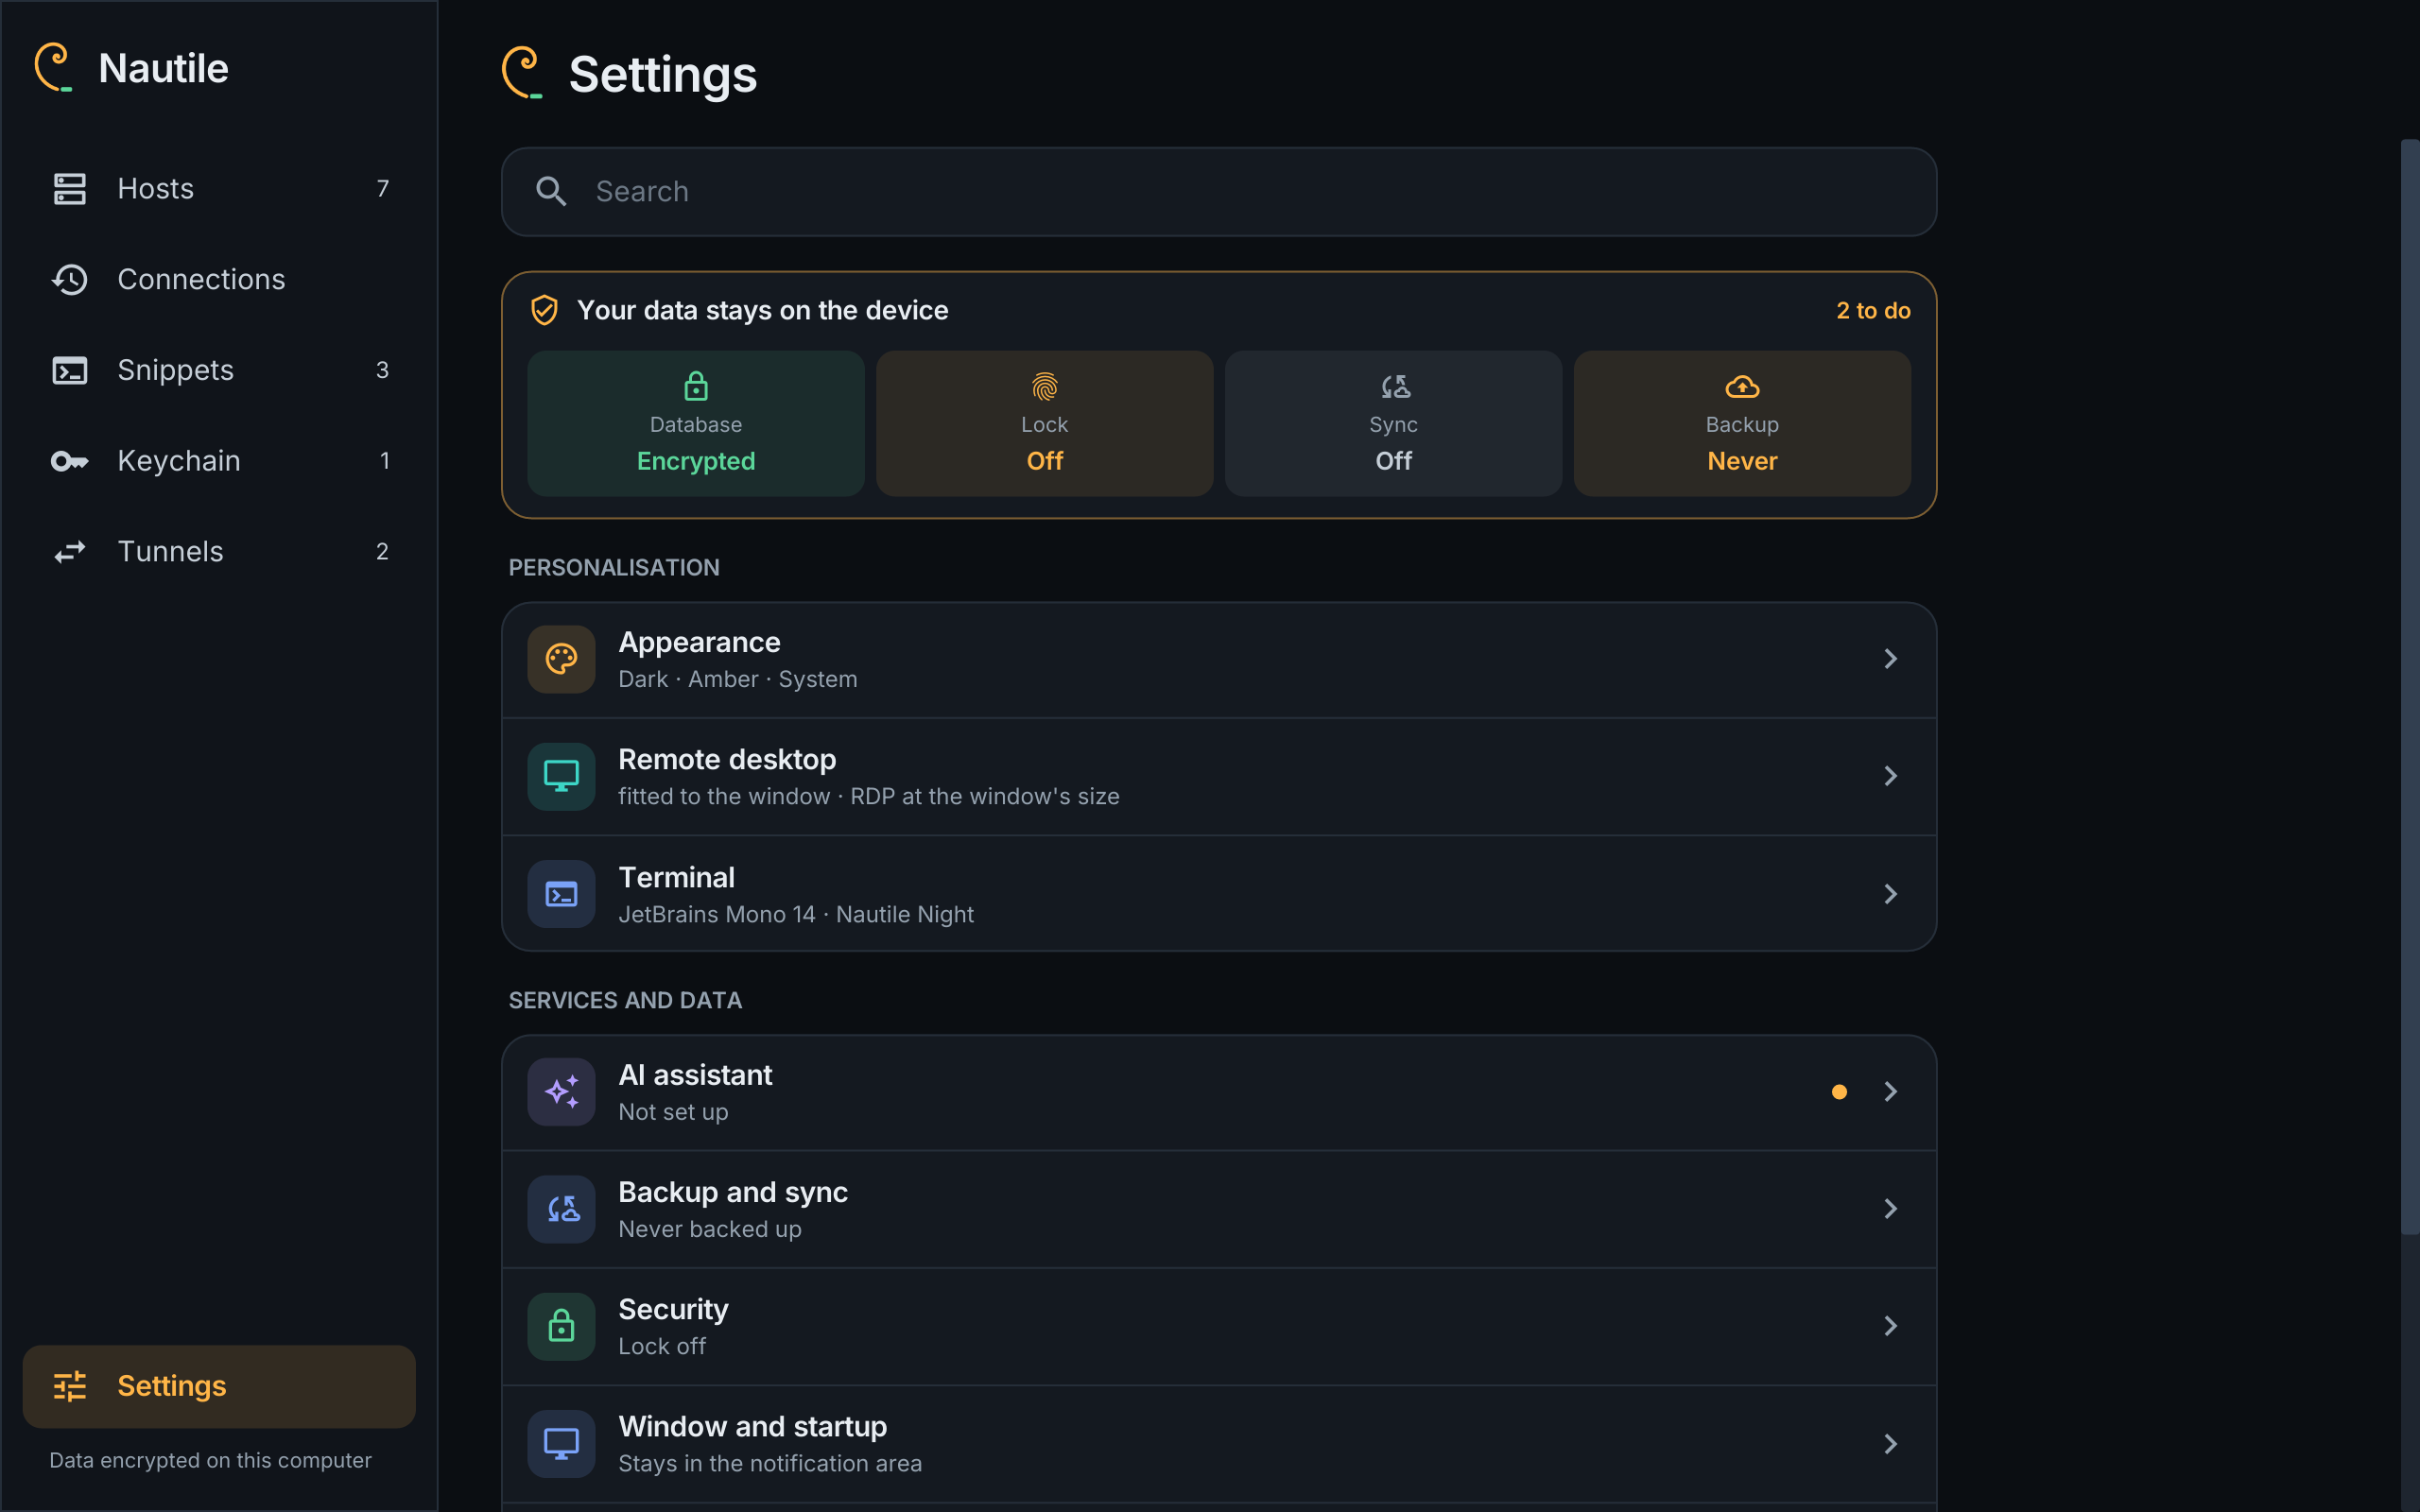 Nautile
Hosts 7
Connections
Snippets 3
Keychain 1
Tunnels 2
Settings
Data encrypted on this computer
Settings
Search
Your data stays on the device
2 to do
Database
Encrypted
Lock
Off
Sync
Off
Backup
Never
PERSONALISATION
Appearance
Dark · Amber · System
Remote desktop
fitted to the window · RDP at the window's size
Terminal
JetBrains Mono 14 · Nautile Night
SERVICES AND DATA
AI assistant
Not set up
Backup and sync
Never backed up
Security
Lock off
Window and startup
Stays in the notification area